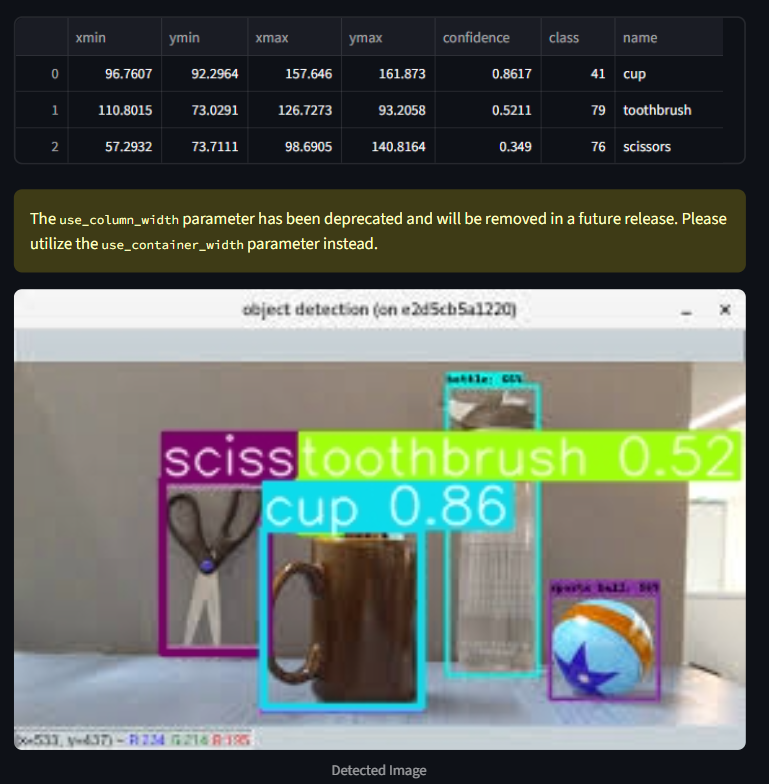 xmin ymin xmax ymax confidence class name
0 96.7607 92.2964 157.646 161.873 0.8617 41 cup
1 110.8015 73.0291 126.7273 93.2058 0.5211 79 toothbrush
2 57.2932 73.7111 98.6905 140.8164 0.349 76 scissors
The use_column_width parameter has been deprecated and will be removed in a future release. Please
utilize the use_container_width parameter instead.
object detection (on e2d5cb5a1220)
bottle:
sciss toothbrush 0.52
cup 0.86
sports ball:
(x=533, y=437) ~ R:224 G:214 B:195
Detected Image